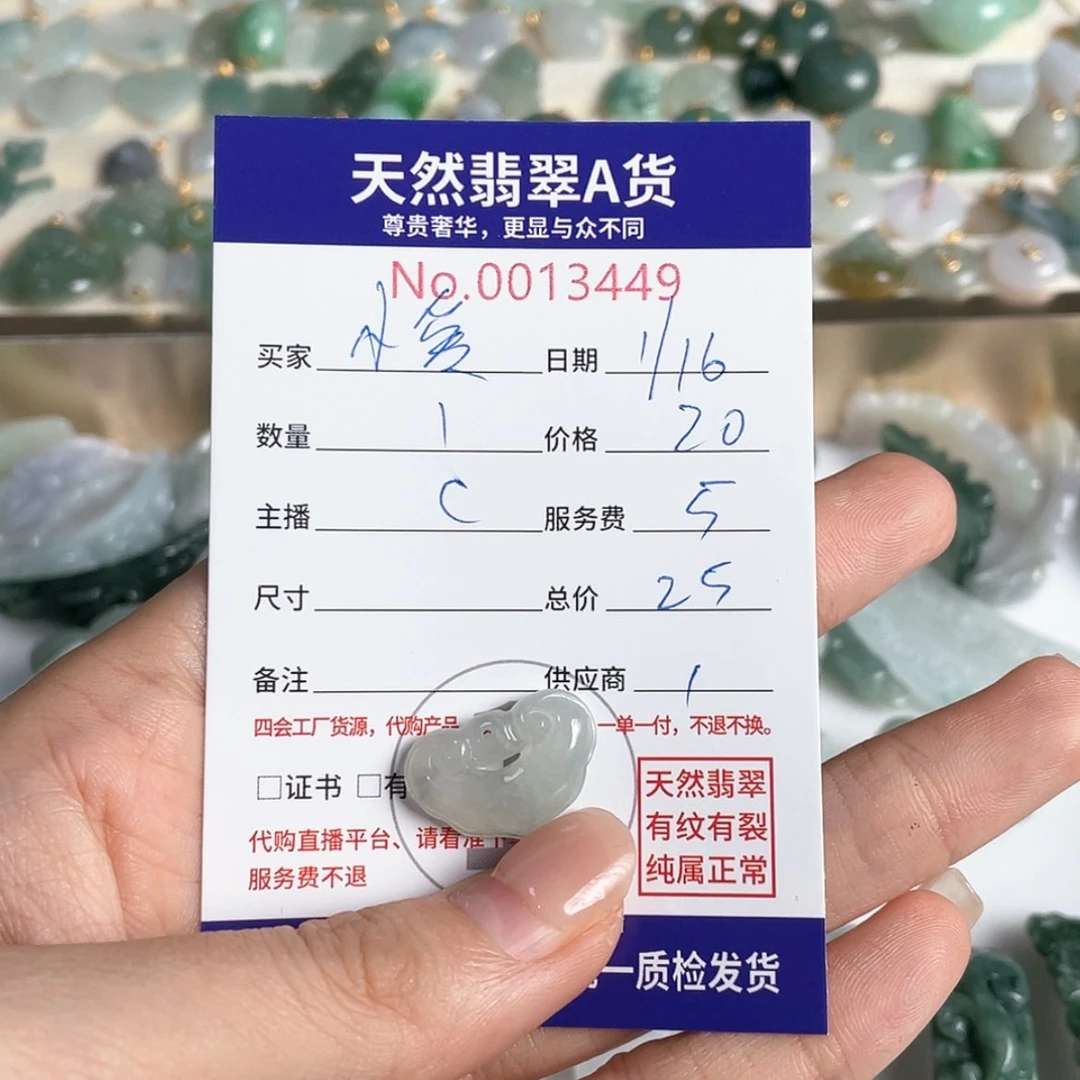 天然翡翠A货
尊贵奢华，更显与众不同
No.0013449
买家 日期 1/16
数量 1 价格 20
主播 C 服务费 5
尺寸 总价 25
备注 供应商 1
四会工厂货源，代购产品 一单一付，不退不换。
□证书 □有
天然翡翠
有纹有裂
纯属正常
代购直播平台、请看准下
服务费不退
一质检发货